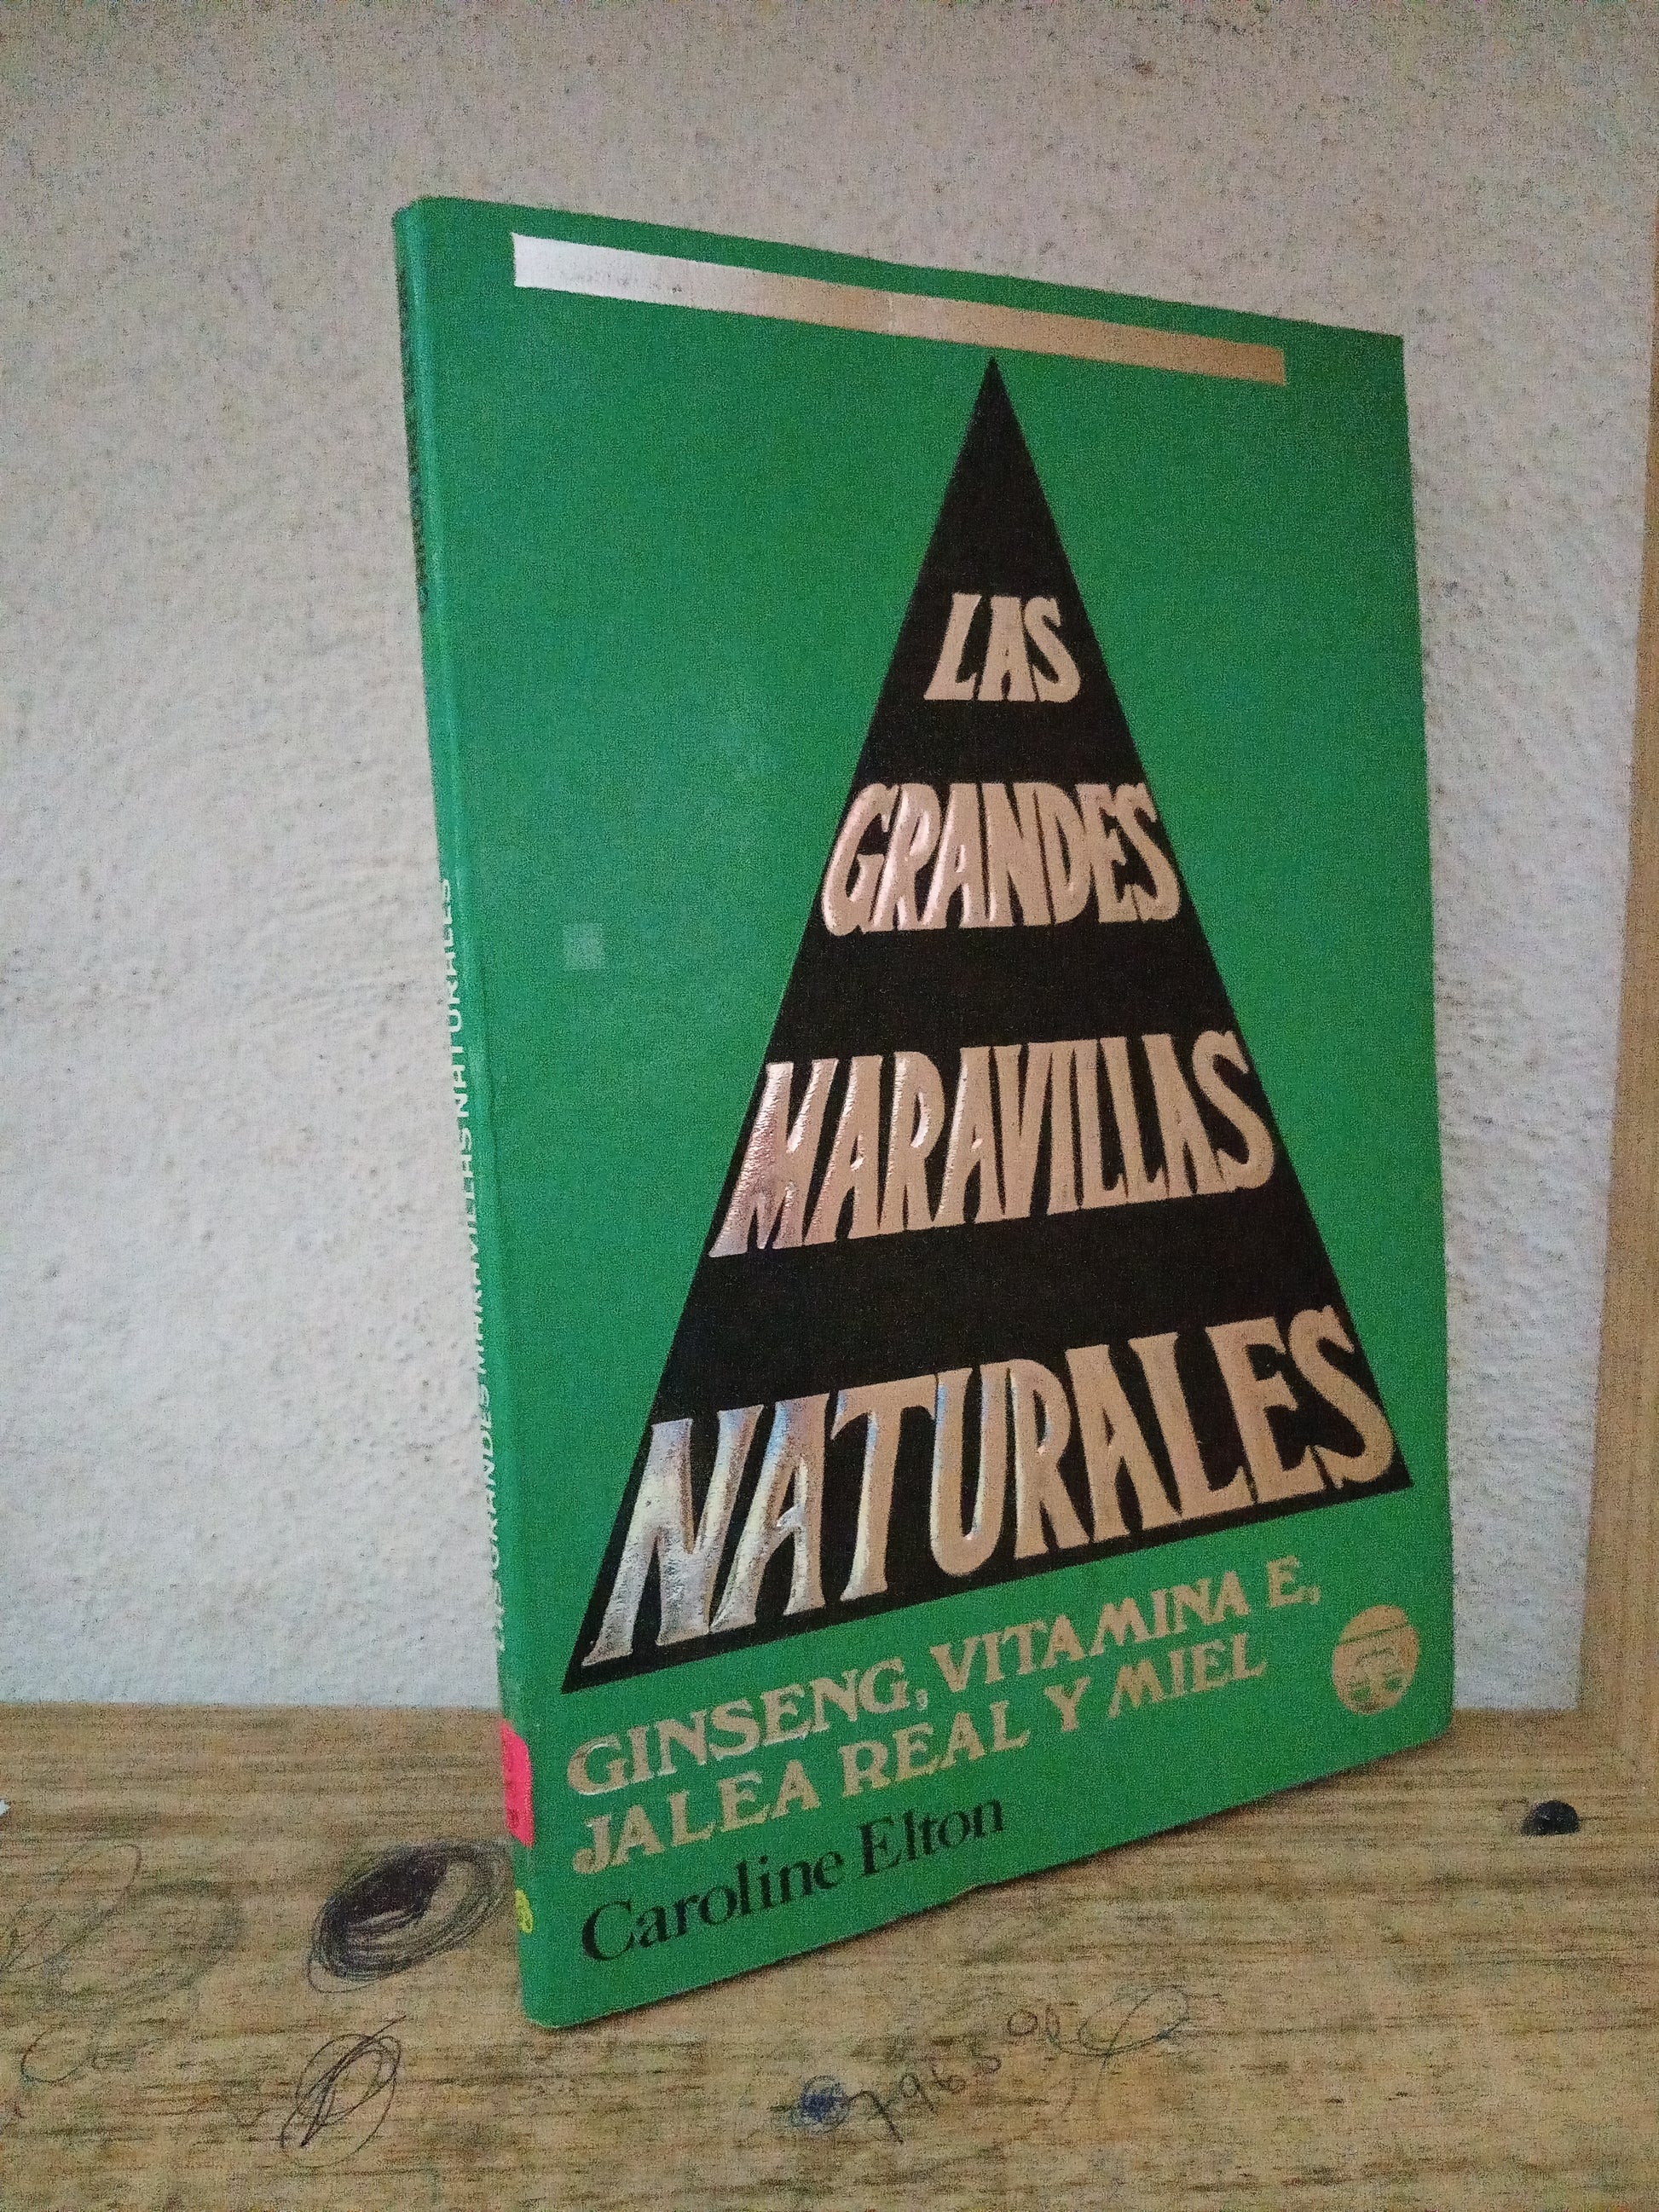 LAS
GRANDES
MARAVILLAS
NATURALES
GINSENG, VITAMINA E,
JALEA REAL Y MIEL
Caroline Elton
LAS GRANDES MARAVILLAS NATURALES